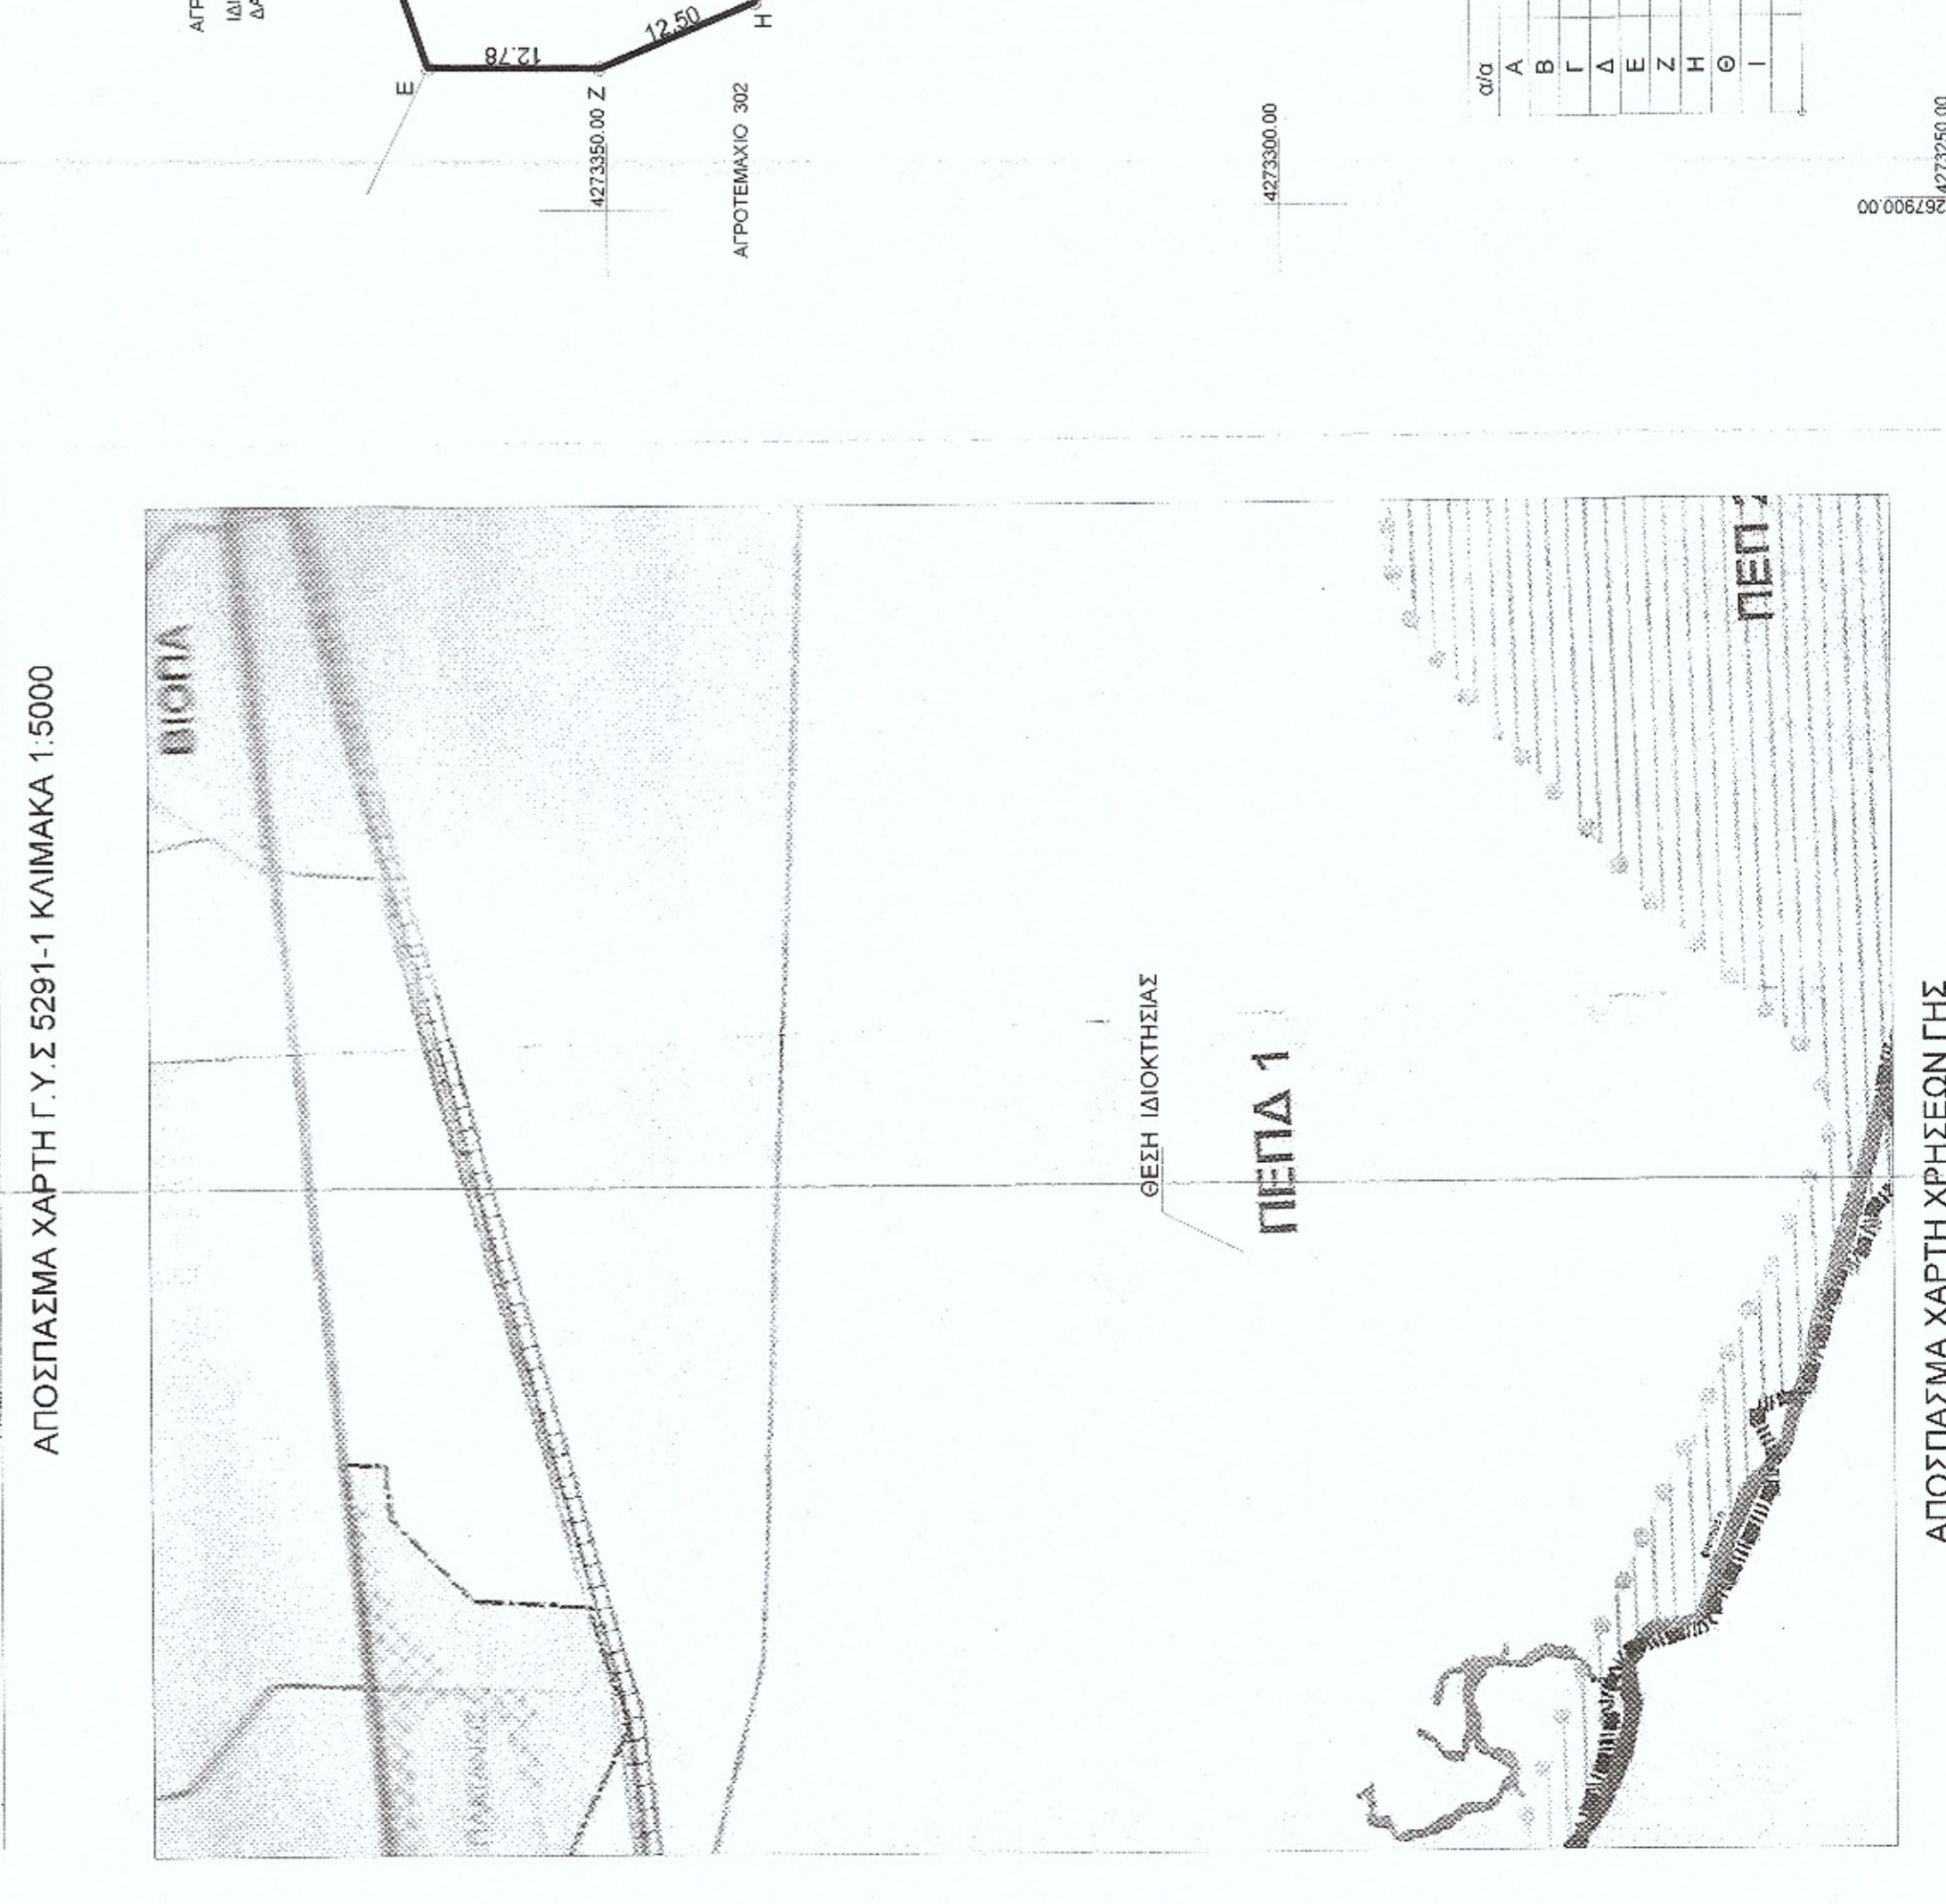 12.78
12.50
Ε
Ζ
Η
4273350.00
ΑΓΡΟΤΕΜΑΧΙΟ 302
4273300.00
4273250.00
267900.00
α/α
Α
Β
Γ
Δ
Ε
Ζ
Η
Θ
Ι
ΑΠΟΣΠΑΣΜΑ ΧΑΡΤΗ Γ.Υ.Σ 5291-1 ΚΛΙΜΑΚΑ 1:5000
ΒΙΟΠΑ
ΘΕΣΗ ΙΔΙΟΚΤΗΣΙΑΣ
ΠΕΠΔ 1
ΠΕΠ
ΑΠΟΣΠΑΣΜΑ ΧΑΡΤΗ ΧΡΗΣΕΩΝ ΓΗΣ